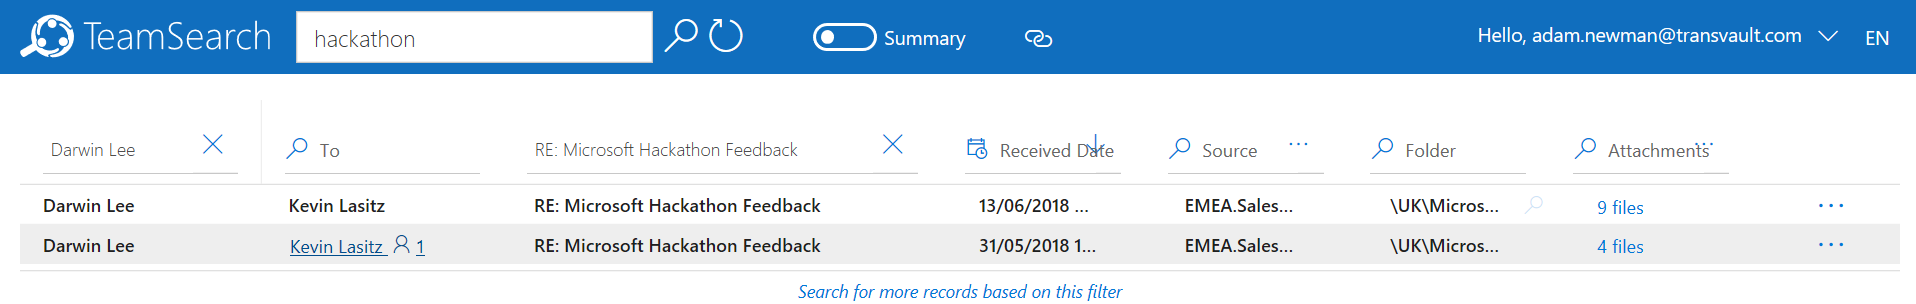 TeamSearch hackathon Summary Hello, adam.newman@transvault.com EN
Darwin Lee To RE: Microsoft Hackathon Feedback Received Date Source ... Folder Attachments ...
Darwin Lee Kevin Lasitz RE: Microsoft Hackathon Feedback 13/06/2018 ... EMEA.Sales... \UK\Micros... 9 files ...
Darwin Lee Kevin Lasitz 1 RE: Microsoft Hackathon Feedback 31/05/2018 1... EMEA.Sales... \UK\Micros... 4 files ...
Search for more records based on this filter